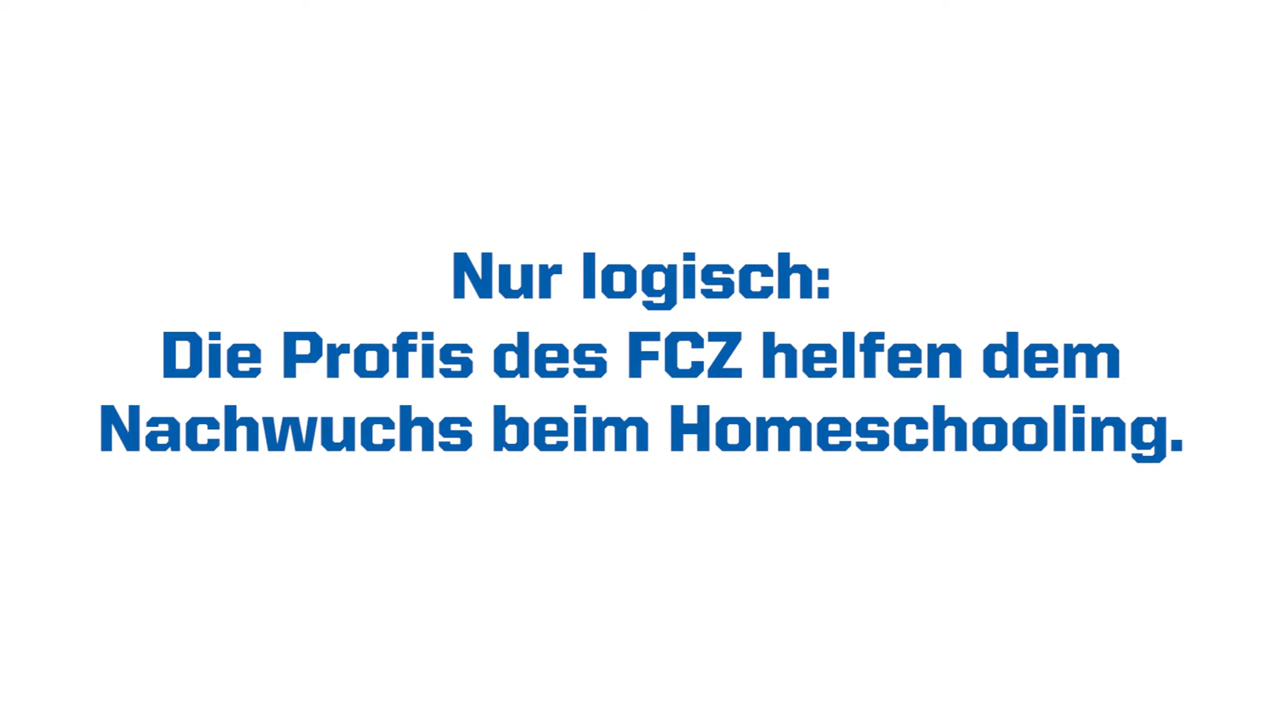 Nur logisch:
Die Profis des FCZ helfen dem
Nachwuchs beim Homeschooling.